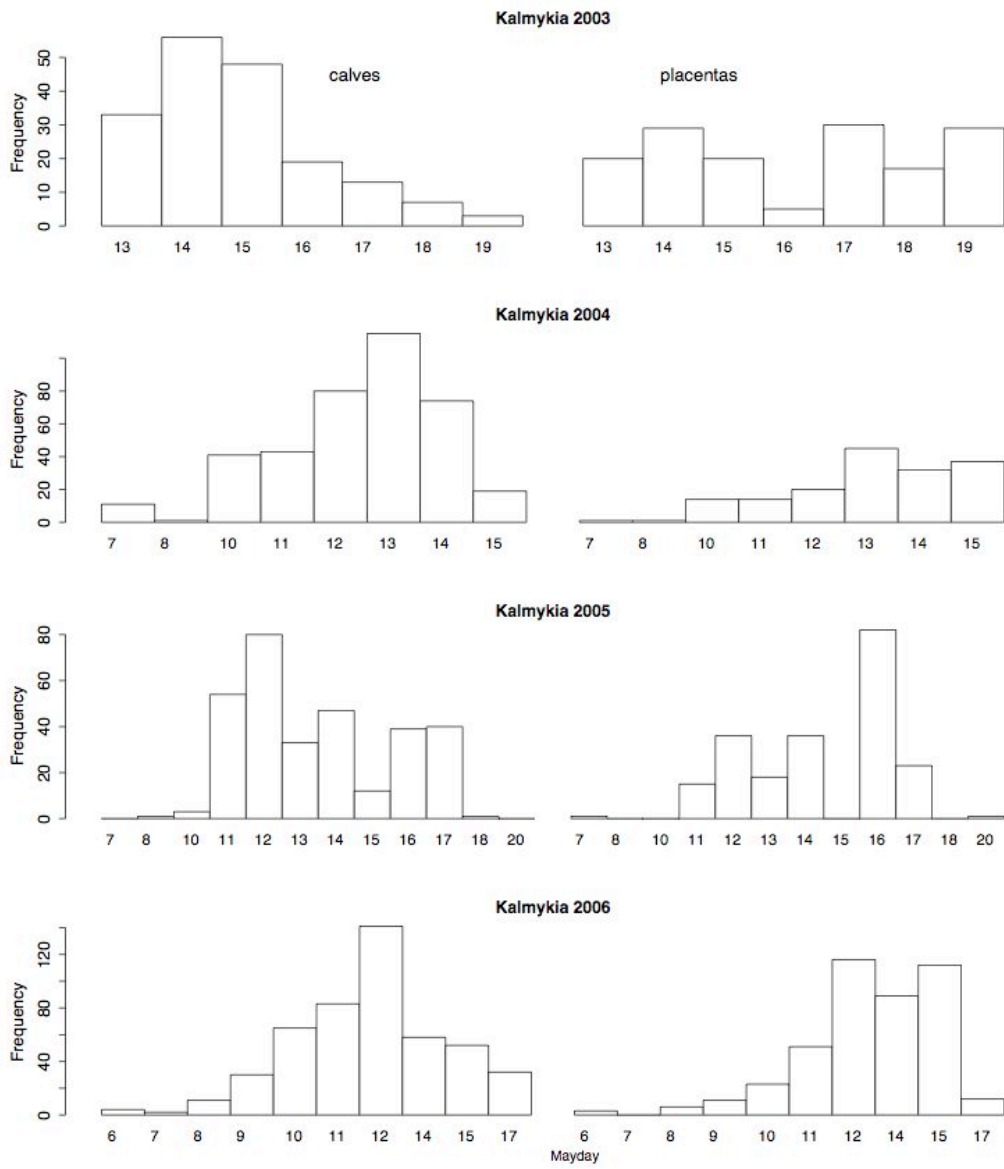 Kalmykia 2003
calves
placentas
Frequency
50
40
30
20
10
0
13 14 15 16 17 18 19
13 14 15 16 17 18 19
Kalmykia 2004
Frequency
80
60
40
20
0
7 8 10 11 12 13 14 15
7 8 10 11 12 13 14 15
Kalmykia 2005
Frequency
80
60
40
20
0
7 8 10 11 12 13 14 15 16 17 18 20
7 8 10 11 12 13 14 15 16 17 18 20
Kalmykia 2006
Frequency
120
80
40
0
6 7 8 9 10 11 12 14 15 17
6 7 8 9 10 11 12 14 15 17
Mayday